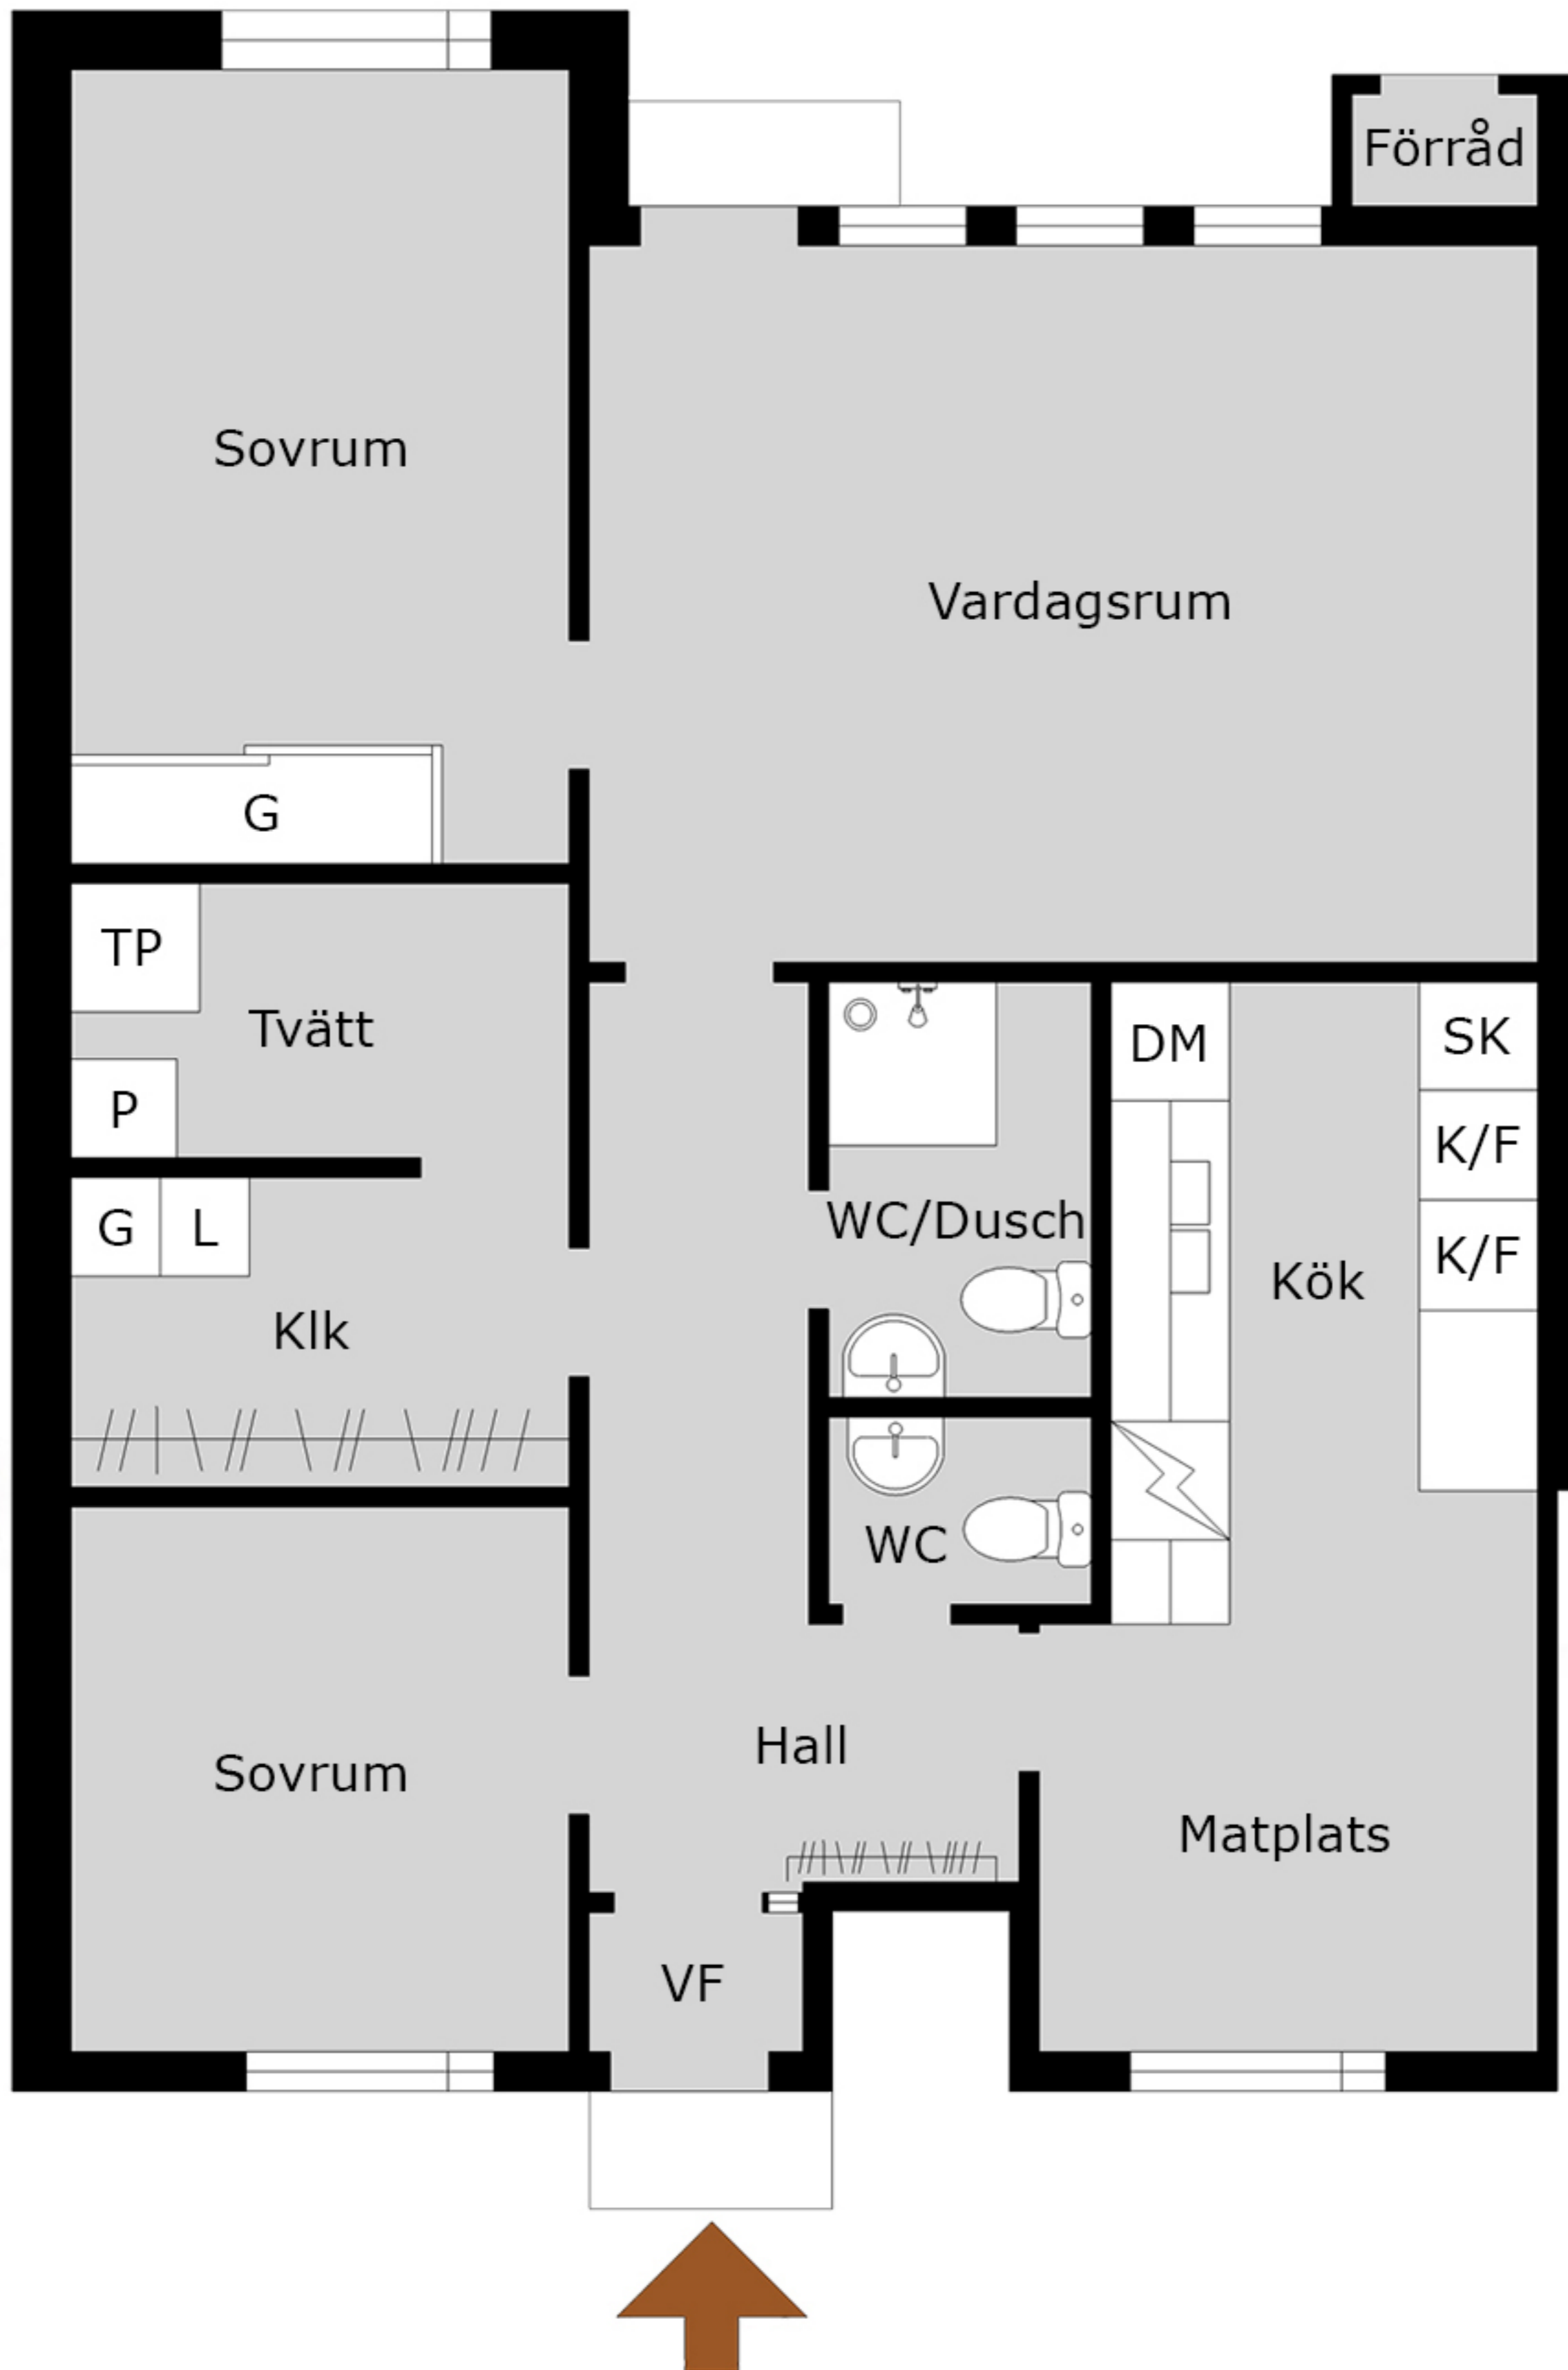 Förråd
Sovrum
Vardagsrum
G
TP
Tvätt
P
DM
SK
K/F
K/F
WC/Dusch
G
L
Kök
Klk
WC
Hall
Sovrum
Matplats
VF